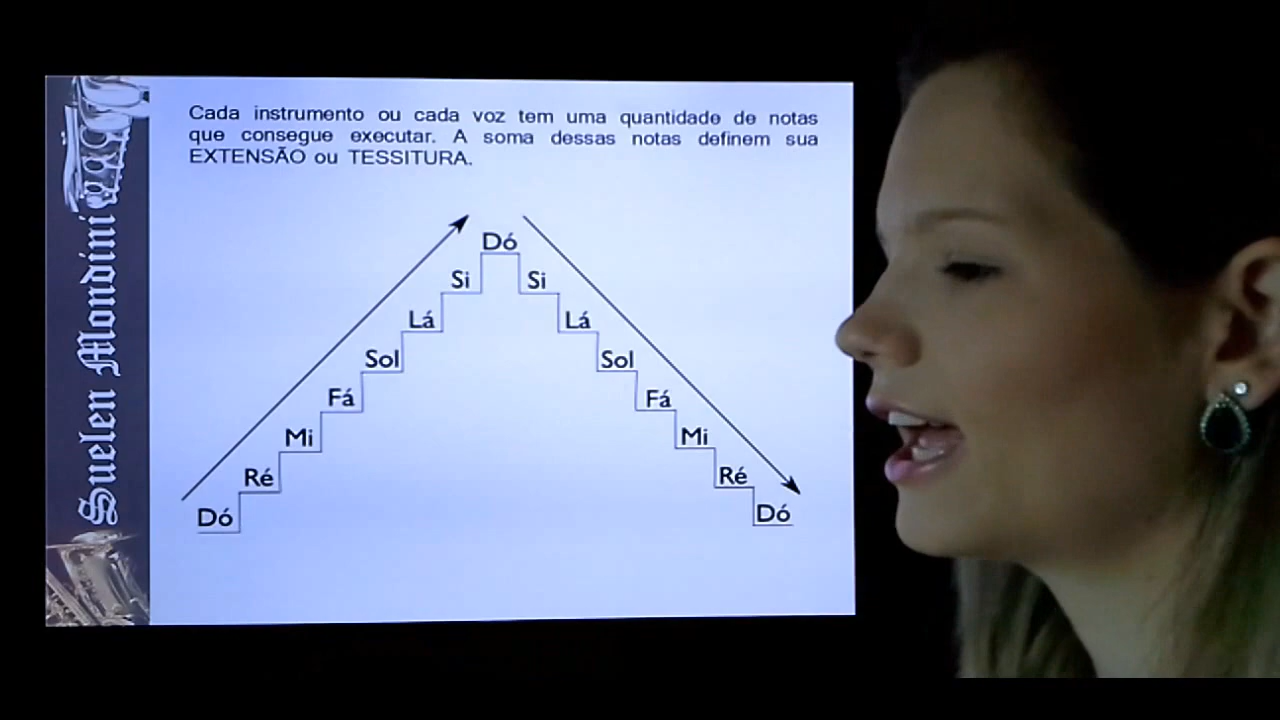 Cada instrumento ou cada voz tem uma quantidade de notas
que consegue executar. A soma dessas notas definem sua
EXTENSÃO ou TESSITURA.
Suelen Mondini
Dó
Ré
Mi
Fá
Sol
Lá
Si
Dó
Si
Lá
Sol
Fá
Mi
Ré
Dó